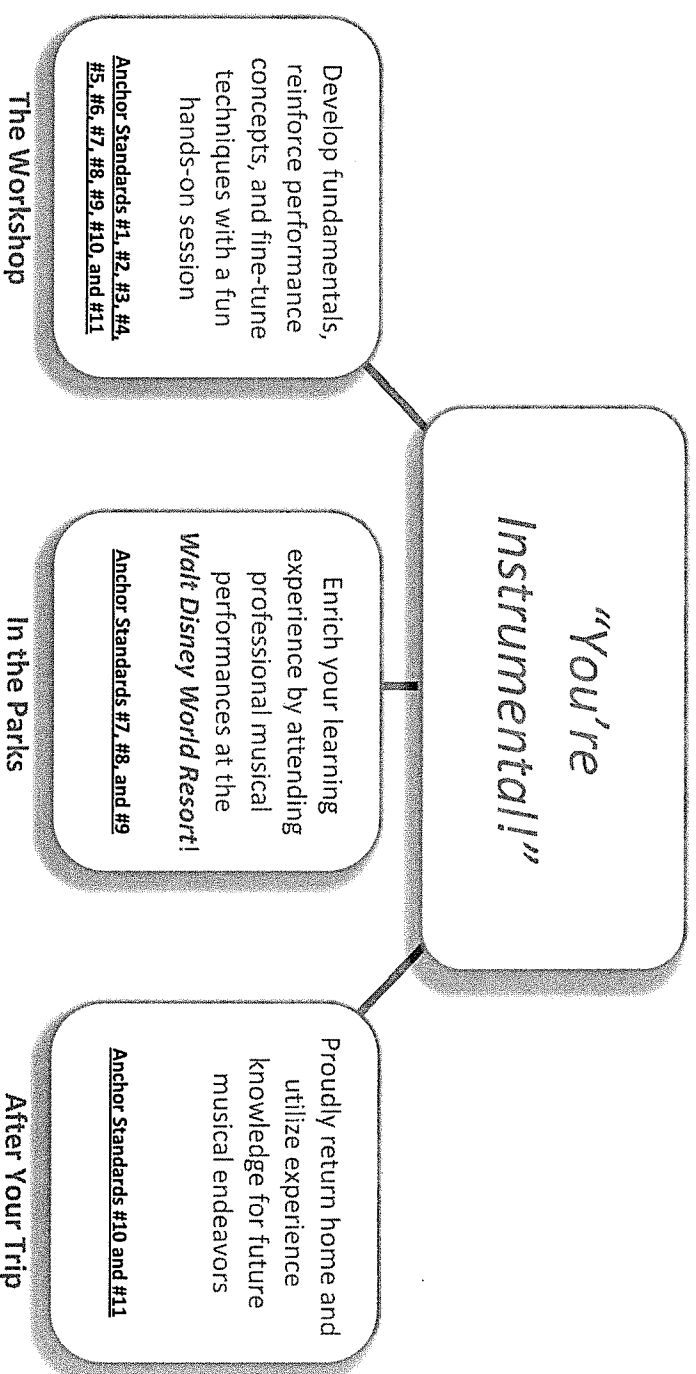 "You're
Instrumental!"
Develop fundamentals,
reinforce performance
concepts, and fine-tune
techniques with a fun
hands-on session
Anchor Standards #1, #2, #3, #4,
#5, #6, #7, #8, #9, #10, and #11
The Workshop
Enrich your learning
experience by attending
professional musical
performances at the
Walt Disney World Resort!
Anchor Standards #7, #8, and #9
In the Parks
Proudly return home and
utilize experience
knowledge for future
musical endeavors
Anchor Standards #10 and #11
After Your Trip